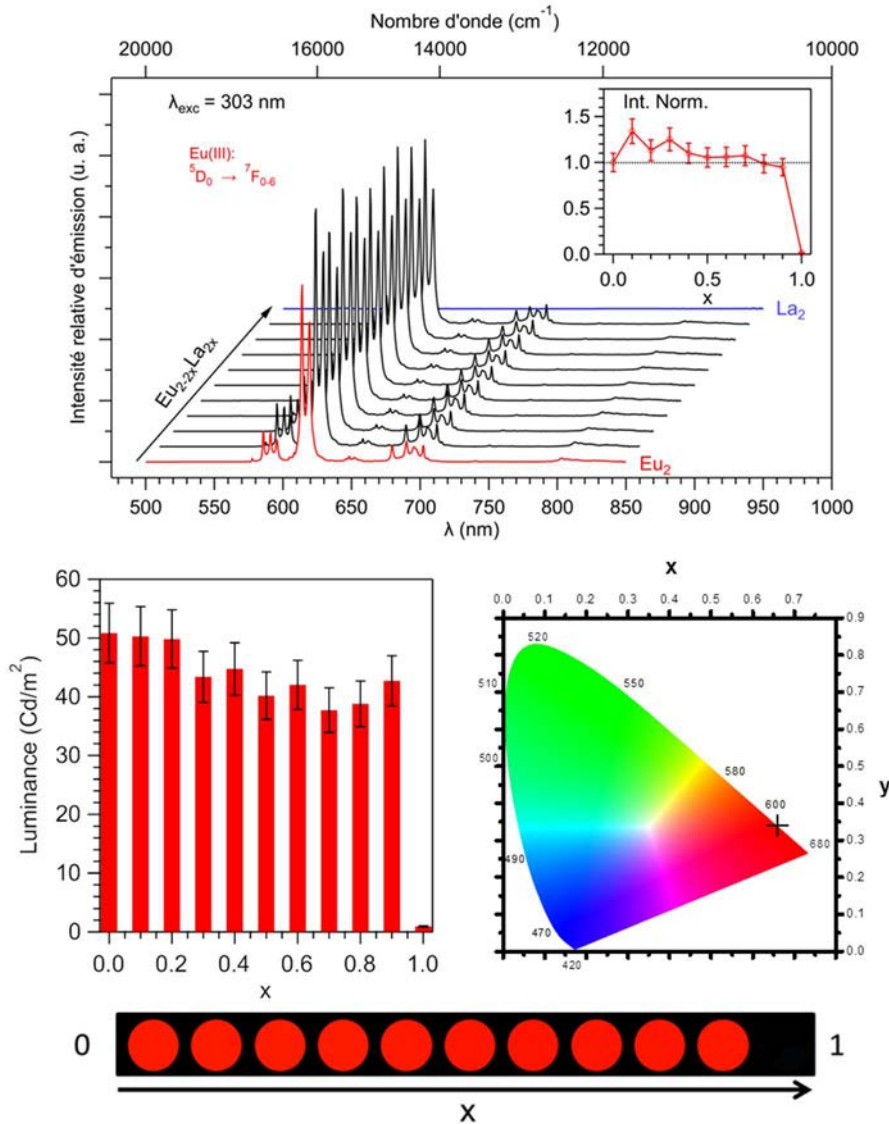 Nombre d'onde (cm⁻¹)
20000 16000 14000 12000 10000
λexc = 303 nm
Int. Norm.
Eu(III):
⁵D₀ → ⁷F₀₋₆
1.5
1.0
0.5
0.0
0.0 0.5 1.0
x
Intensité relative d'émission (u. a.)
Eu₂₋₂ₓLa₂ₓ
La₂
Eu₂
500 550 600 650 700 750 800 850 900 950 1000
λ (nm)
60
50
40
30
20
10
0
Luminance (Cd/m²)
0.0 0.2 0.4 0.6 0.8 1.0
x
x
0.0 0.1 0.2 0.3 0.4 0.5 0.6 0.7
0.9
0.8
0.7
0.6
0.5
0.4
0.3
0.2
0.1
0.0
y
520
510
550
500
580
600
680
490
470
420
0 1
x